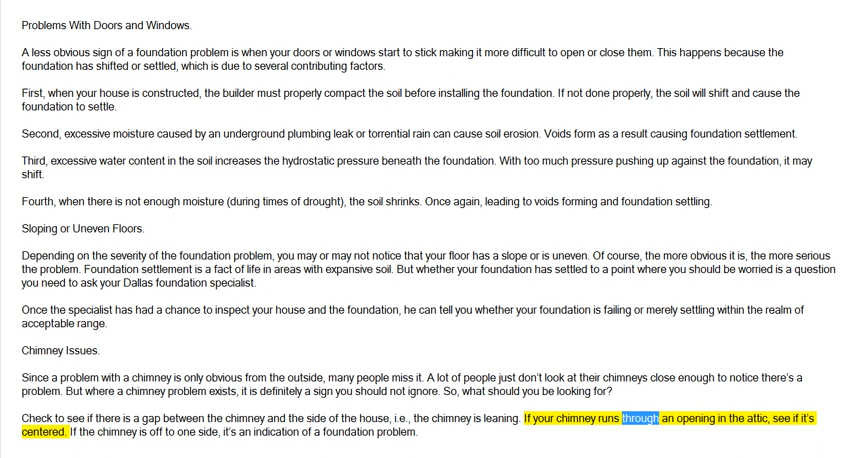 Problems With Doors and Windows.
A less obvious sign of a foundation problem is when your doors or windows start to stick making it more difficult to open or close them. This happens because the
foundation has shifted or settled, which is due to several contributing factors.
First, when your house is constructed, the builder must properly compact the soil before installing the foundation. If not done properly, the soil will shift and cause the
foundation to settle.
Second, excessive moisture caused by an underground plumbing leak or torrential rain can cause soil erosion. Voids form as a result causing foundation settlement.
Third, excessive water content in the soil increases the hydrostatic pressure beneath the foundation. With too much pressure pushing up against the foundation, it may
shift.
Fourth, when there is not enough moisture (during times of drought), the soil shrinks. Once again, leading to voids forming and foundation settling.
Sloping or Uneven Floors.
Depending on the severity of the foundation problem, you may or may not notice that your floor has a slope or is uneven. Of course, the more obvious it is, the more serious
the problem. Foundation settlement is a fact of life in areas with expansive soil. But whether your foundation has settled to a point where you should be worried is a question
you need to ask your Dallas foundation specialist.
Once the specialist has had a chance to inspect your house and the foundation, he can tell you whether your foundation is failing or merely settling within the realm of
acceptable range.
Chimney Issues.
Since a problem with a chimney is only obvious from the outside, many people miss it. A lot of people just don't look at their chimneys close enough to notice there's a
problem. But where a chimney problem exists, it is definitely a sign you should not ignore. So, what should you be looking for?
Check to see if there is a gap between the chimney and the side of the house, i.e., the chimney is leaning. If your chimney runs through an opening in the attic, see if it's
centered. If the chimney is off to one side, it's an indication of a foundation problem.